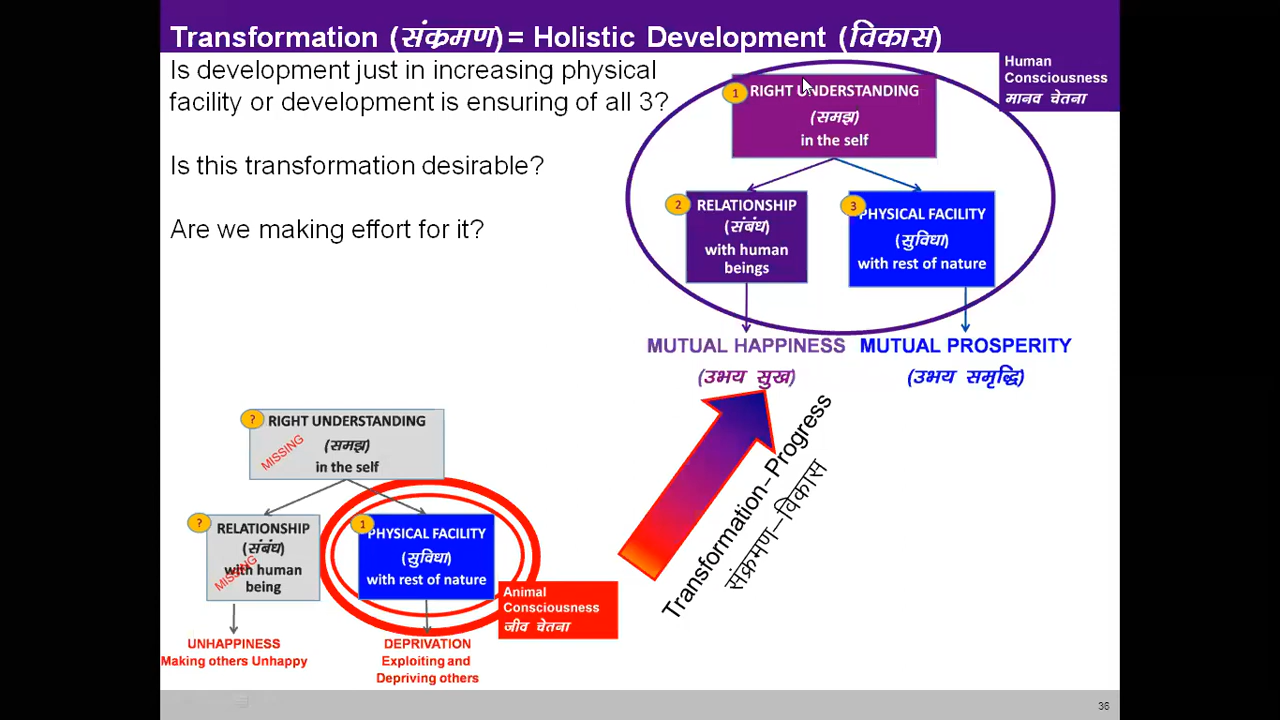 Transformation (संक्रमण) = Holistic Development (विकास)
Is development just in increasing physical
facility or development is ensuring of all 3?
Is this transformation desirable?
Are we making effort for it?
Human
Consciousness
मानव चेतना
1
RIGHT UNDERSTANDING
(समझ)
in the self
2
RELATIONSHIP
(संबंध)
with human
beings
3
PHYSICAL FACILITY
(सुविधा)
with rest of nature
MUTUAL HAPPINESS
(उभय सुख)
MUTUAL PROSPERITY
(उभय समृद्धि)
Transformation–Progress
संक्रमण–विकास
?
RIGHT UNDERSTANDING
(समझ)
in the self
MISSING
?
RELATIONSHIP
(संबंध)
with human
being
MISSING
1
PHYSICAL FACILITY
(सुविधा)
with rest of nature
Animal
Consciousness
जीव चेतना
UNHAPPINESS
Making others Unhappy
DEPRIVATION
Exploiting and
Depriving others
36